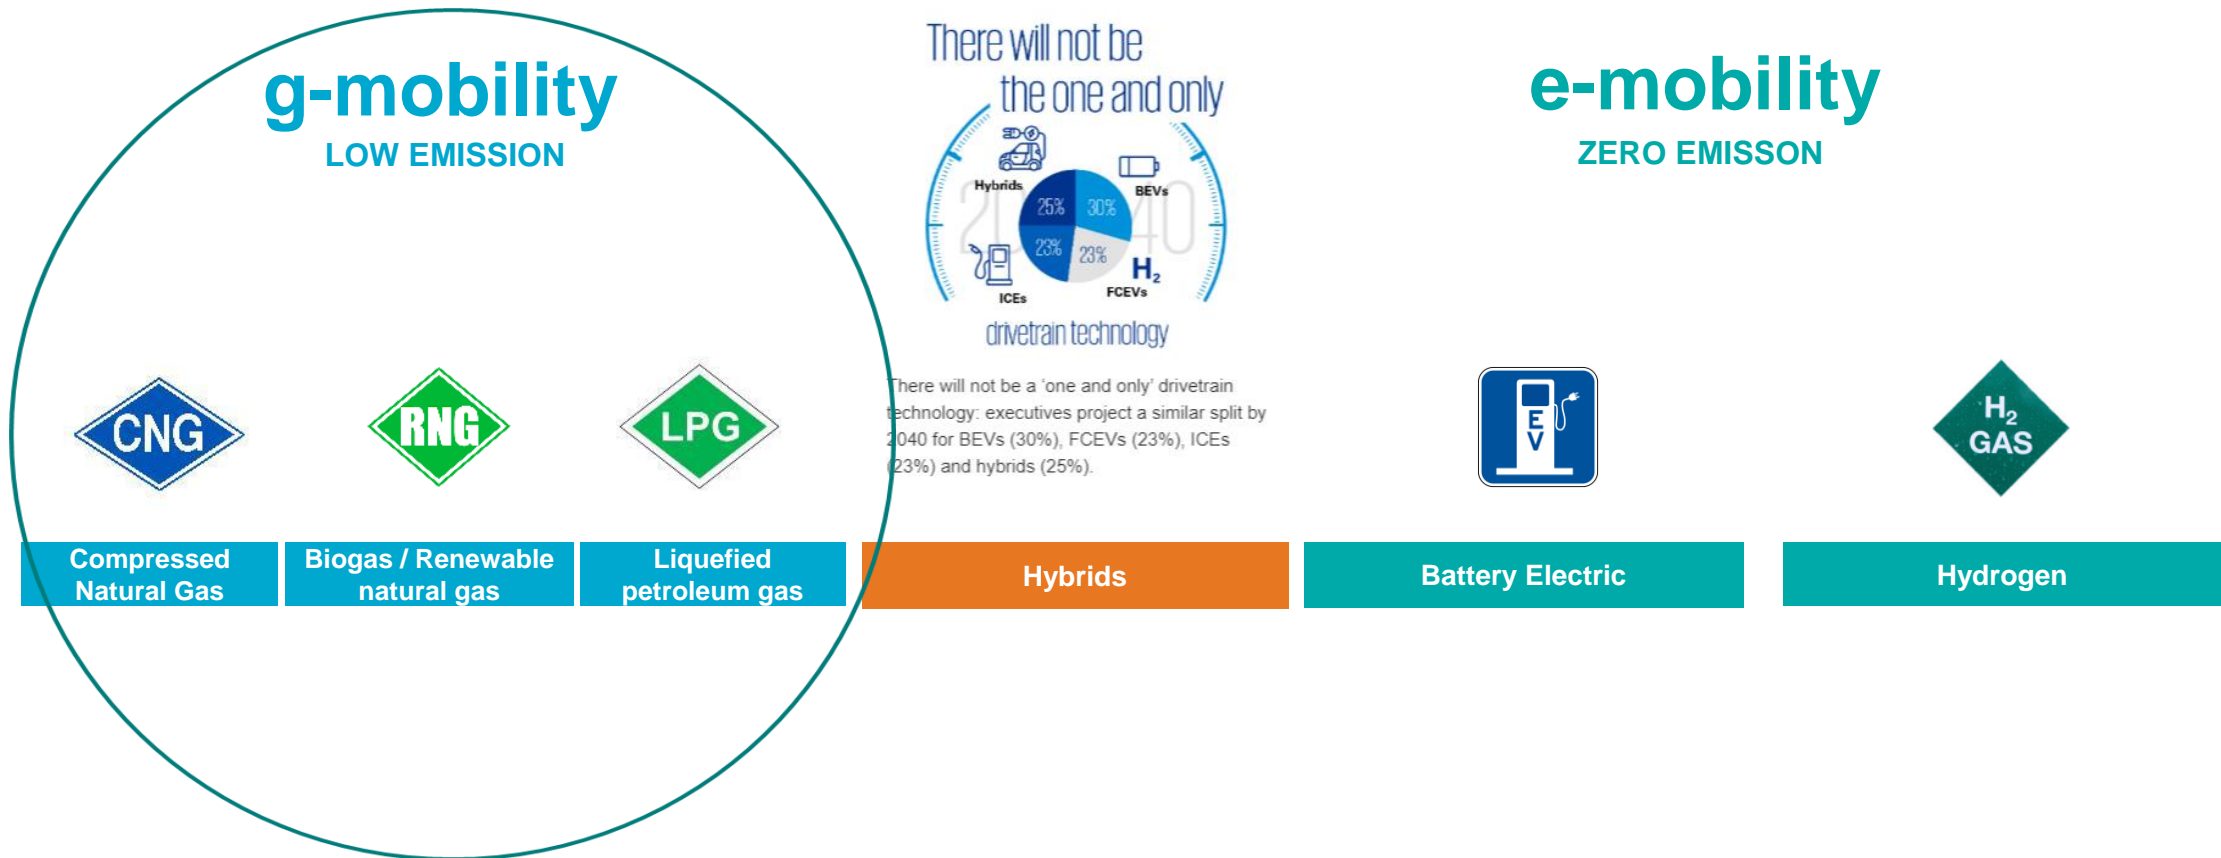 g-mobility
LOW EMISSION
CNG
RNG
LPG
Compressed
Natural Gas
Biogas / Renewable
natural gas
Liquefied
petroleum gas
There will not be
the one and only
2040
Hybrids
BEVs
25%
30%
23%
23%
H2
ICEs
FCEVs
drivetrain technology
There will not be a 'one and only' drivetrain
technology: executives project a similar split by
2040 for BEVs (30%), FCEVs (23%), ICEs
(23%) and hybrids (25%).
Hybrids
e-mobility
ZERO EMISSON
EV
H2
GAS
Battery Electric
Hydrogen